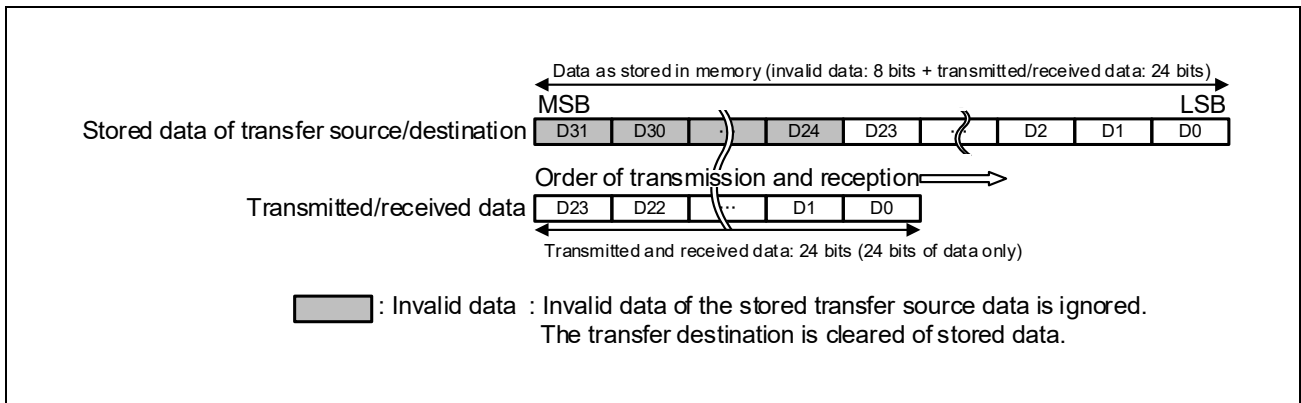 Data as stored in memory (invalid data: 8 bits + transmitted/received data: 24 bits)
MSB LSB
Stored data of transfer source/destination D31 D30 ... D24 D23 ... D2 D1 D0
Order of transmission and reception
Transmitted/received data D23 D22 ... D1 D0
Transmitted and received data: 24 bits (24 bits of data only)
: Invalid data : Invalid data of the stored transfer source data is ignored.
The transfer destination is cleared of stored data.